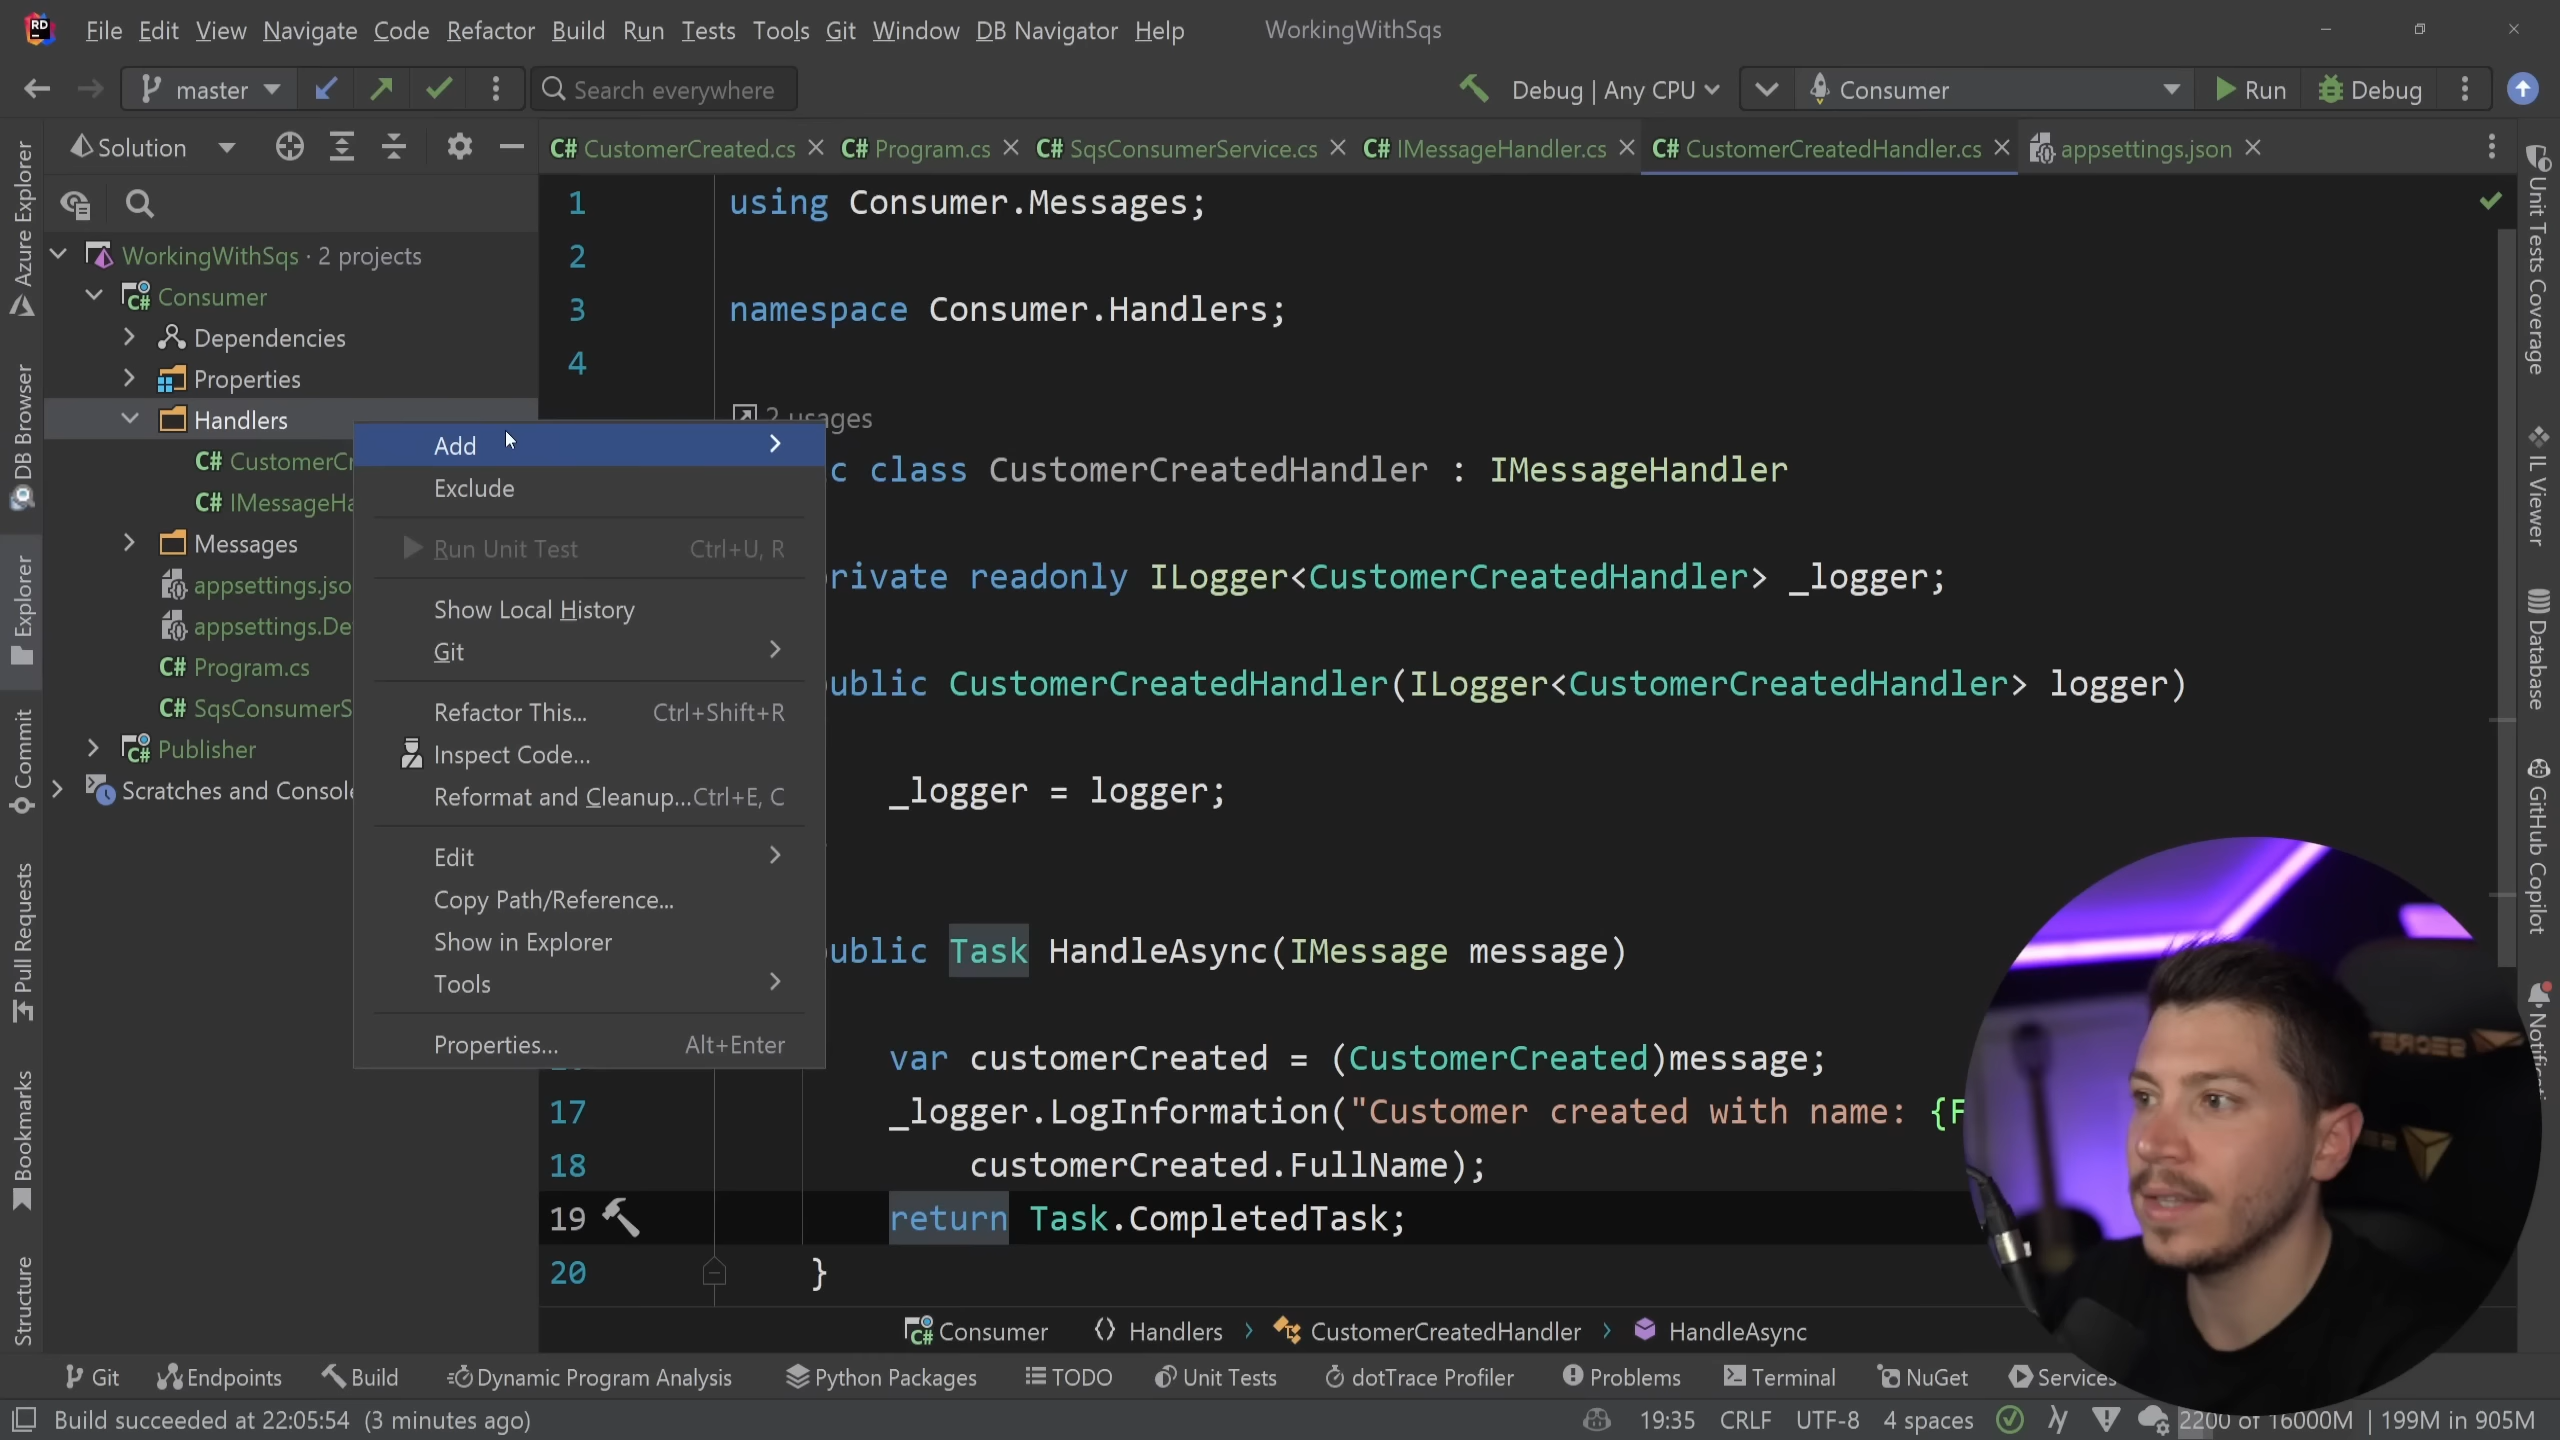 RD File Edit View Navigate Code Refactor Build Run Tests Tools Git Window DB Navigator Help WorkingWithSqs
master Search everywhere Debug | Any CPU Consumer Run Debug
Solution C# CustomerCreated.cs C# Program.cs C# SqsConsumerService.cs C# IMessageHandler.cs C# CustomerCreatedHandler.cs appsettings.json
Azure Explorer
DB Browser
Explorer
Commit
Pull Requests
Bookmarks
Structure
WorkingWithSqs · 2 projects
C# Consumer
Dependencies
Properties
Handlers
C# CustomerCr
C# IMessageHa
Messages
appsettings.jso
appsettings.De
C# Program.cs
C# SqsConsumerS
C# Publisher
Scratches and Console
Add
Exclude
Run Unit Test Ctrl+U, R
Show Local History
Git
Refactor This... Ctrl+Shift+R
Inspect Code...
Reformat and Cleanup... Ctrl+E, C
Edit
Copy Path/Reference...
Show in Explorer
Tools
Properties... Alt+Enter
1 using Consumer.Messages;
2
3 namespace Consumer.Handlers;
4
2 usages
c class CustomerCreatedHandler : IMessageHandler
rivate readonly ILogger<CustomerCreatedHandler> _logger;
ublic CustomerCreatedHandler(ILogger<CustomerCreatedHandler> logger)
_logger = logger;
ublic Task HandleAsync(IMessage message)
var customerCreated = (CustomerCreated)message;
17 _logger.LogInformation("Customer created with name: {F
18 customerCreated.FullName);
19 return Task.CompletedTask;
20 }
Unit Tests Coverage
IL Viewer
Database
GitHub Copilot
Notificati
Consumer Handlers CustomerCreatedHandler HandleAsync
Git Endpoints Build Dynamic Program Analysis Python Packages TODO Unit Tests dotTrace Profiler Problems Terminal NuGet Services
Build succeeded at 22:05:54 (3 minutes ago) 19:35 CRLF UTF-8 4 spaces 2200 of 16000M | 199M in 905M